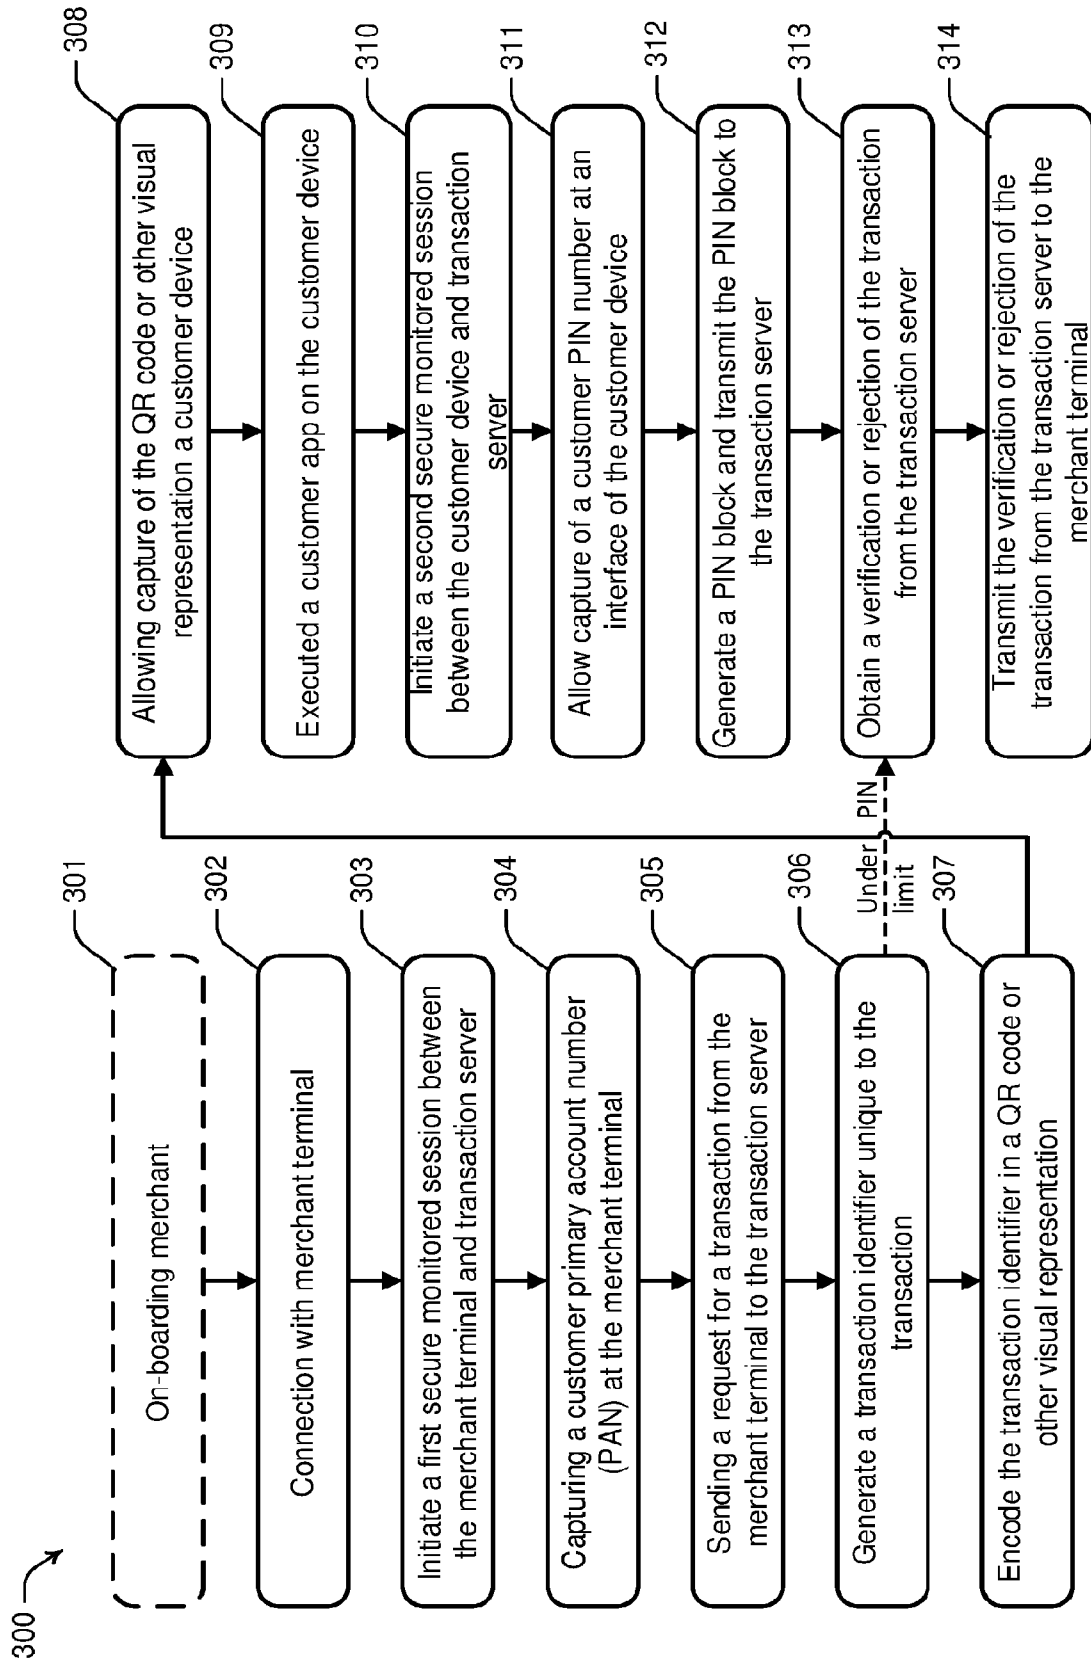 300
301
On-boarding merchant
302
Connection with merchant terminal
303
Initiate a first secure monitored session between
the merchant terminal and transaction server
304
Capturing a customer primary account number
(PAN) at the merchant terminal
305
Sending a request for a transaction from the
merchant terminal to the transaction server
306
Generate a transaction identifier unique to the
transaction
Under PIN
limit
307
Encode the transaction identifier in a QR code or
other visual representation
308
Allowing capture of the QR code or other visual
representation a customer device
309
Executed a customer app on the customer device
310
Initiate a second secure monitored session
between the customer device and transaction
server
311
Allow capture of a customer PIN number at an
interface of the customer device
312
Generate a PIN block and transmit the PIN block to
the transaction server
313
Obtain a verification or rejection of the transaction
from the transaction server
314
Transmit the verification or rejection of the
transaction from the transaction server to the
merchant terminal